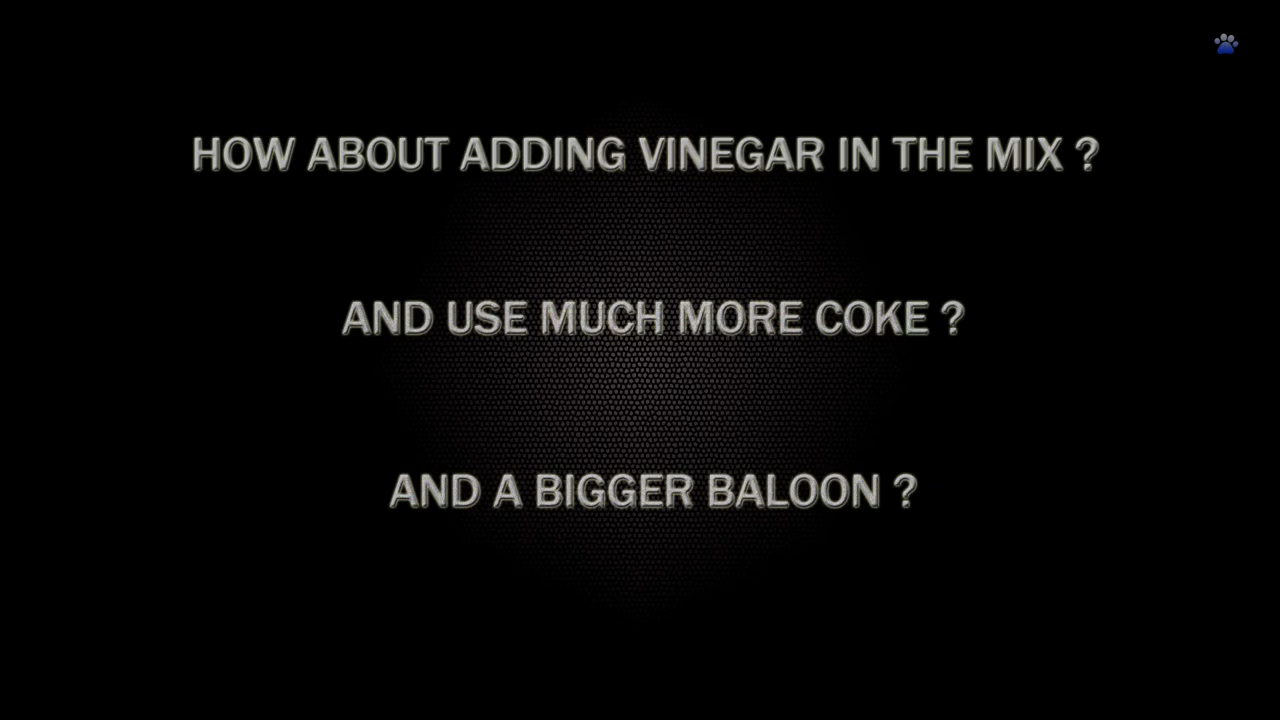 HOW ABOUT ADDING VINEGAR IN THE MIX ?
AND USE MUCH MORE COKE ?
AND A BIGGER BALOON ?